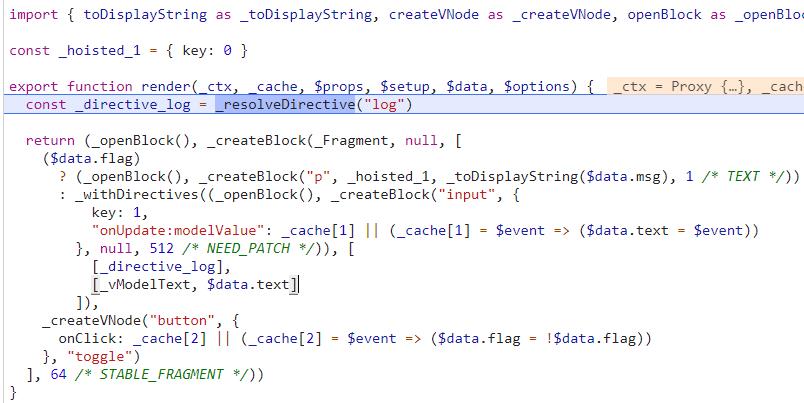 import { toDisplayString as _toDisplayString, createVNode as _createVNode, openBlock as _openBloc
const _hoisted_1 = { key: 0 }
export function render(_ctx, _cache, $props, $setup, $data, $options) {  _ctx = Proxy {…}, _cach
  const _directive_log = _resolveDirective("log")
  return (_openBlock(), _createBlock(_Fragment, null, [
    ($data.flag)
      ? (_openBlock(), _createBlock("p", _hoisted_1, _toDisplayString($data.msg), 1 /* TEXT */))
      : _withDirectives((_openBlock(), _createBlock("input", {
          key: 1,
          "onUpdate:modelValue": _cache[1] || (_cache[1] = $event => ($data.text = $event))
        }, null, 512 /* NEED_PATCH */)), [
          [_directive_log],
          [_vModelText, $data.text]
        ]),
    _createVNode("button", {
      onClick: _cache[2] || (_cache[2] = $event => ($data.flag = !$data.flag))
    }, "toggle")
  ], 64 /* STABLE_FRAGMENT */))
}